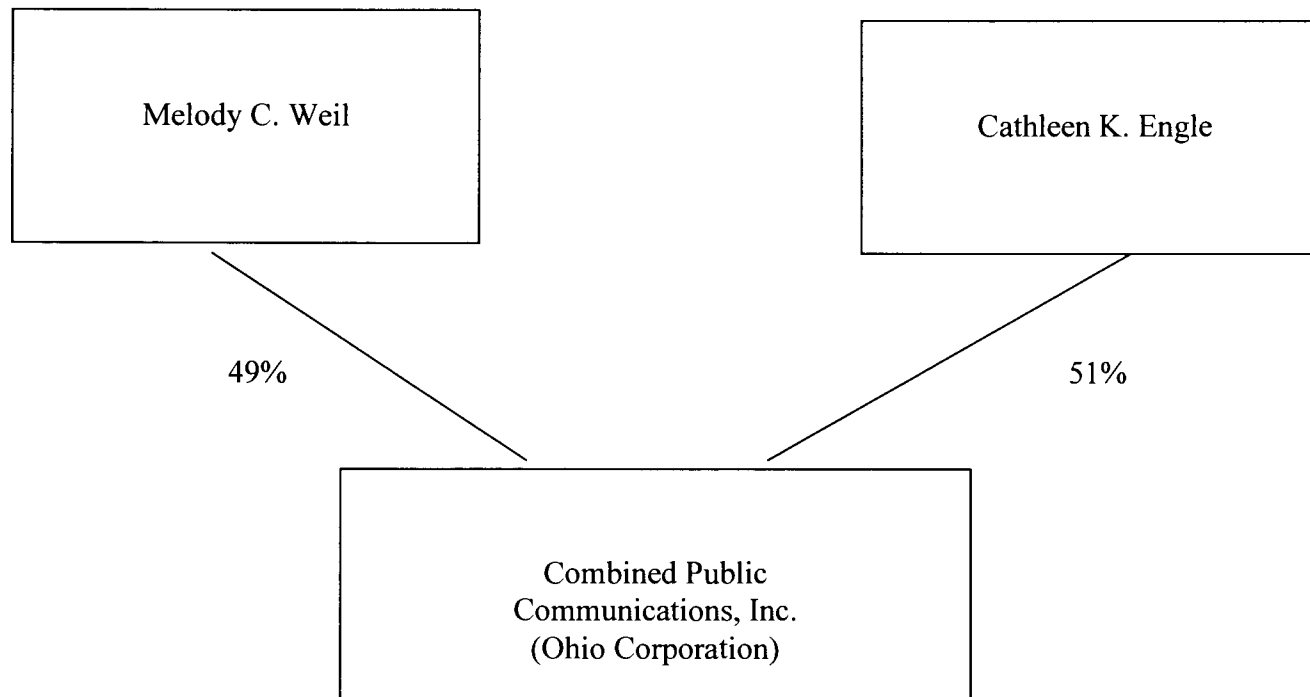 Melody C. Weil
Cathleen K. Engle
49%
51%
Combined Public
Communications, Inc.
(Ohio Corporation)